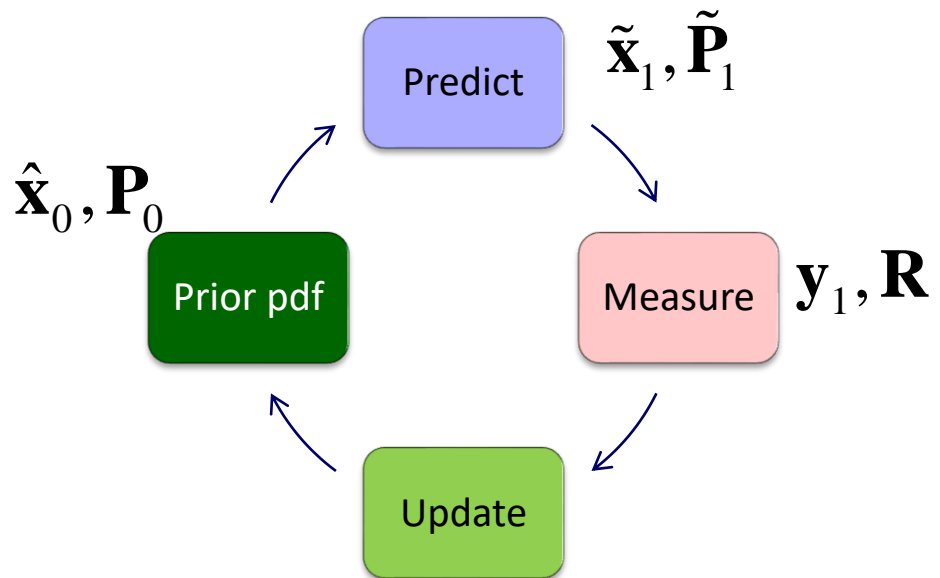 Predict
x̃₁, P̃₁
x̂₀, P₀
Prior pdf
Measure
y₁, R
Update